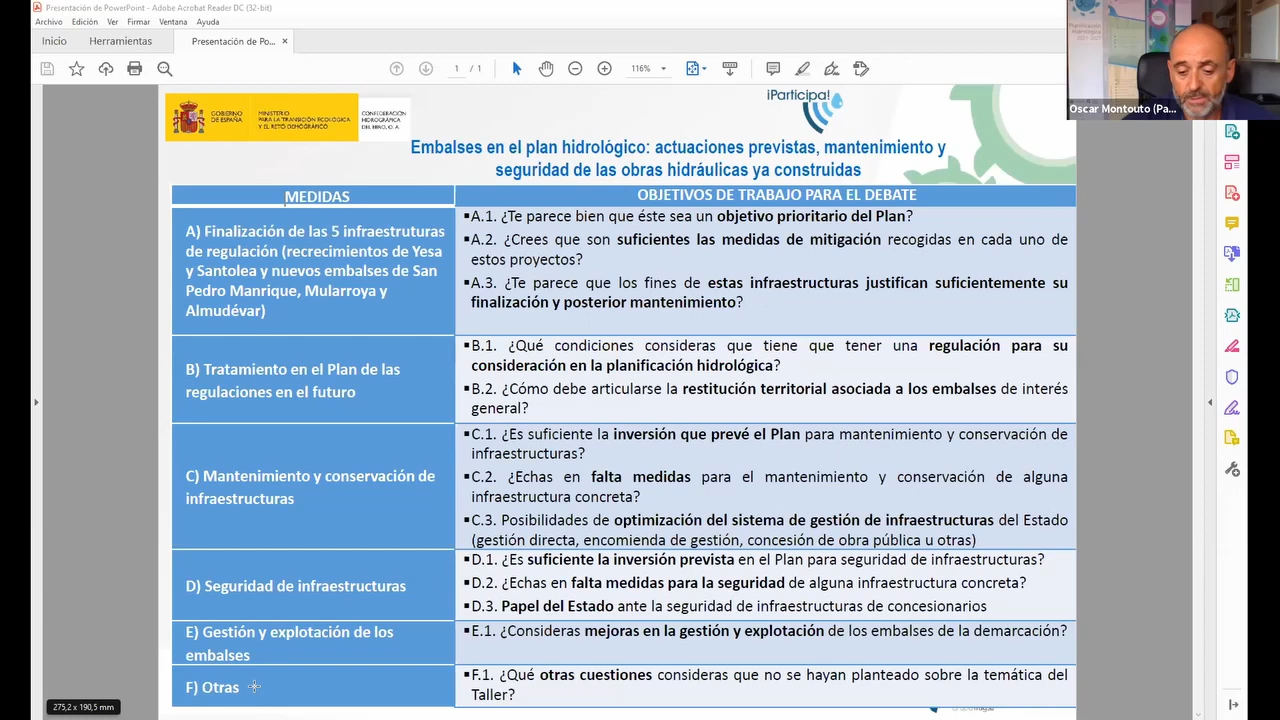 Presentación de PowerPoint - Adobe Acrobat Reader DC (32-bit)
Archivo Edición Ver Firmar Ventana Ayuda
Inicio Herramientas Presentación de Po... ×
1 / 1 116%
Oscar Montouto (Pa...
GOBIERNO
DE ESPAÑA
MINISTERIO
PARA LA TRANSICIÓN ECOLÓGICA
Y EL RETO DEMOGRÁFICO
CONFEDERACIÓN
HIDROGRÁFICA
DEL EBRO, O.A.
¡Participa!
Embalses en el plan hidrológico: actuaciones previstas, mantenimiento y
seguridad de las obras hidráulicas ya construidas
MEDIDAS
OBJETIVOS DE TRABAJO PARA EL DEBATE
A) Finalización de las 5 infraestruturas
de regulación (recrecimientos de Yesa
y Santolea y nuevos embalses de San
Pedro Manrique, Mularroya y
Almudévar)
▪A.1. ¿Te parece bien que éste sea un objetivo prioritario del Plan?
▪A.2. ¿Crees que son suficientes las medidas de mitigación recogidas en cada uno de
estos proyectos?
▪A.3. ¿Te parece que los fines de estas infraestructuras justifican suficientemente su
finalización y posterior mantenimiento?
B) Tratamiento en el Plan de las
regulaciones en el futuro
▪B.1. ¿Qué condiciones consideras que tiene que tener una regulación para su
consideración en la planificación hidrológica?
▪B.2. ¿Cómo debe articularse la restitución territorial asociada a los embalses de interés
general?
C) Mantenimiento y conservación de
infraestructuras
▪C.1. ¿Es suficiente la inversión que prevé el Plan para mantenimiento y conservación de
infraestructuras?
▪C.2. ¿Echas en falta medidas para el mantenimiento y conservación de alguna
infraestructura concreta?
▪C.3. Posibilidades de optimización del sistema de gestión de infraestructuras del Estado
(gestión directa, encomienda de gestión, concesión de obra pública u otras)
D) Seguridad de infraestructuras
▪D.1. ¿Es suficiente la inversión prevista en el Plan para seguridad de infraestructuras?
▪D.2. ¿Echas en falta medidas para la seguridad de alguna infraestructura concreta?
▪D.3. Papel del Estado ante la seguridad de infraestructuras de concesionarios
E) Gestión y explotación de los
embalses
▪E.1. ¿Consideras mejoras en la gestión y explotación de los embalses de la demarcación?
F) Otras
▪F.1. ¿Qué otras cuestiones consideras que no se hayan planteado sobre la temática del
Taller?
275,2 x 190,5 mm